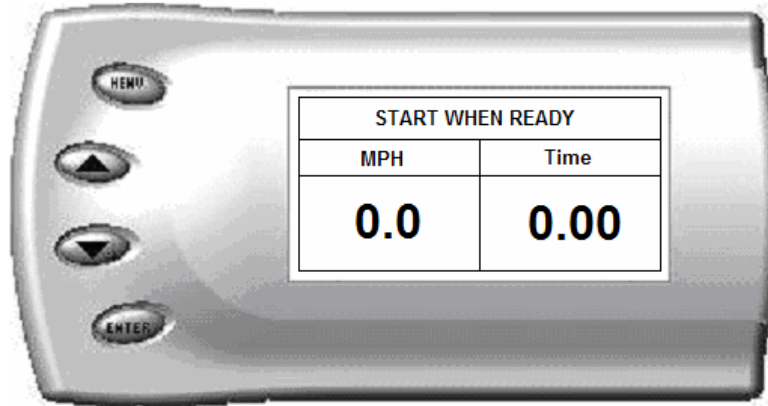 MENU
START WHEN READY
MPH Time
0.0 0.00
ENTER